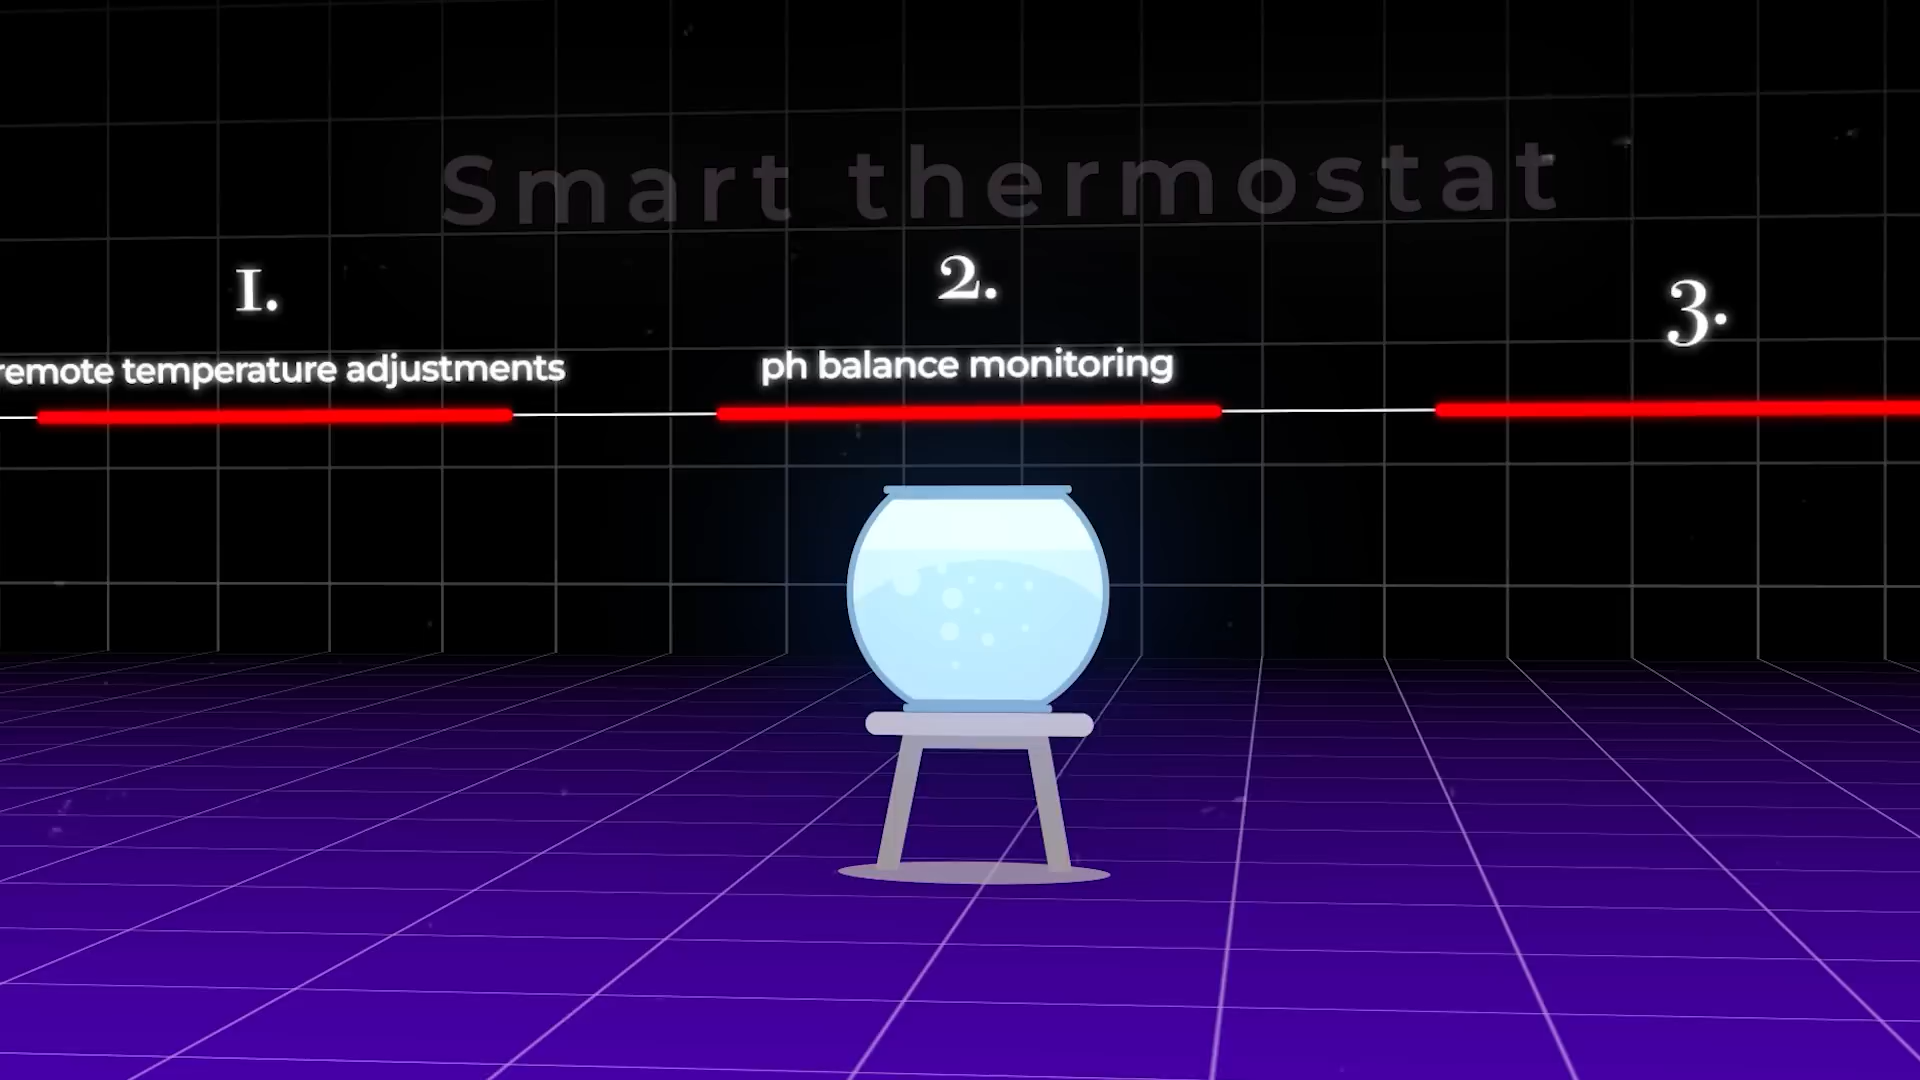 Smart thermostat
1.
2.
3.
remote temperature adjustments
ph balance monitoring